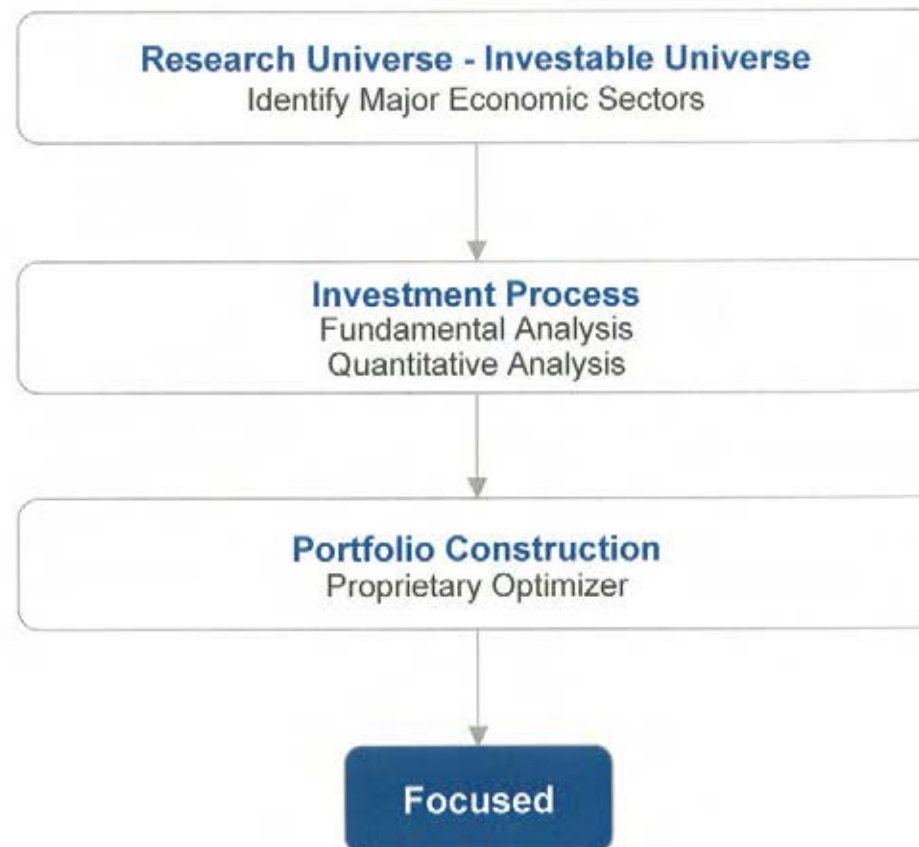 Research Universe - Investable Universe
Identify Major Economic Sectors
Investment Process
Fundamental Analysis
Quantitative Analysis
Portfolio Construction
Proprietary Optimizer
Focused